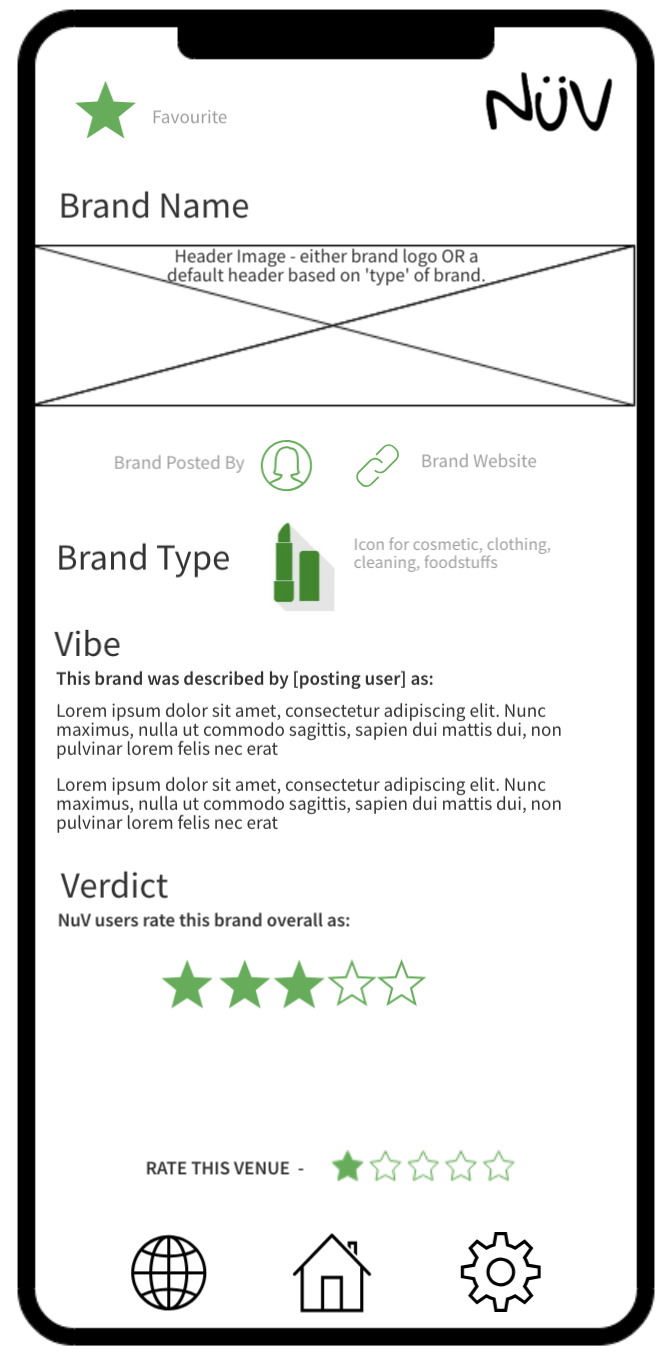 Favourite
NüV
Brand Name
Header Image - either brand logo OR a
default header based on 'type' of brand.
Brand Posted By
Brand Website
Brand Type
Icon for cosmetic, clothing,
cleaning, foodstuffs
Vibe
This brand was described by [posting user] as:
Lorem ipsum dolor sit amet, consectetur adipiscing elit. Nunc
maximus, nulla ut commodo sagittis, sapien dui mattis dui, non
pulvinar lorem felis nec erat
Lorem ipsum dolor sit amet, consectetur adipiscing elit. Nunc
maximus, nulla ut commodo sagittis, sapien dui mattis dui, non
pulvinar lorem felis nec erat
Verdict
NuV users rate this brand overall as:
RATE THIS VENUE -